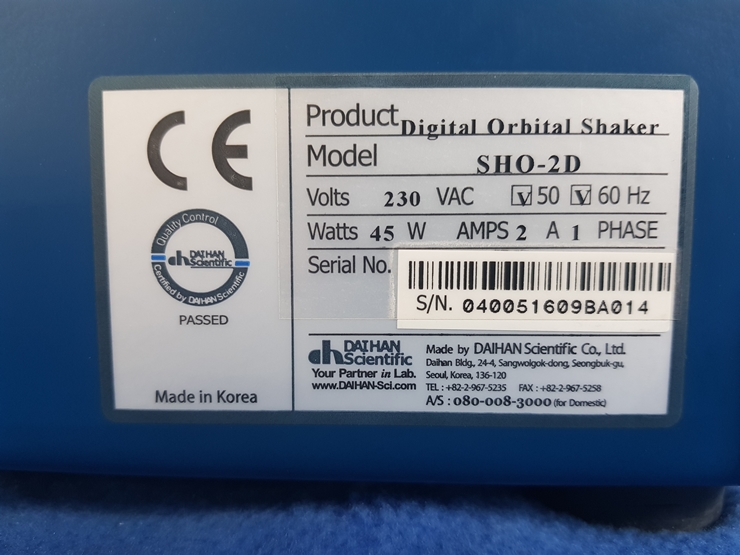 CE
Quality Control
DAIHAN
dh Scientific
Certified by DAIHAN Scientific
PASSED
Made in Korea
Product Digital Orbital Shaker
Model SHO-2D
Volts 230 VAC V 50 V 60 Hz
Watts 45 W AMPS 2 A 1 PHASE
Serial No.
S/N. 040051609BA014
DAIHAN
dh Scientific
Your Partner in Lab.
www.DAIHAN-Sci.com
Made by DAIHAN Scientific Co., Ltd.
Daihan Bldg., 24-4, Sangwolgok-dong, Seongbuk-gu,
Seoul, Korea, 136-120
TEL : +82-2-967-5235 FAX : +82-2-967-5258
A/S : 080-008-3000 (for Domestic)